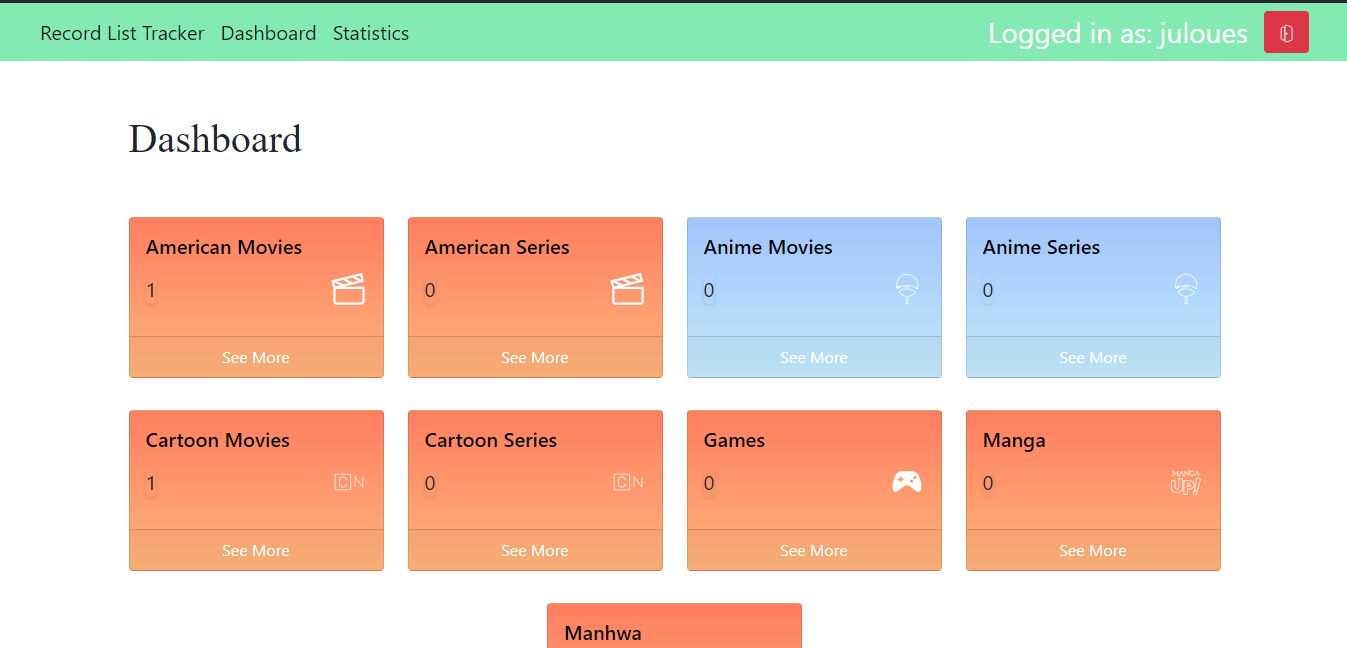 Record List Tracker Dashboard Statistics Logged in as: juloues
Dashboard
American Movies American Series Anime Movies Anime Series
1 0 0 0
See More See More See More See More
Cartoon Movies Cartoon Series Games Manga
1 CN 0 CN 0 0 MANGA UP!
See More See More See More See More
Manhwa